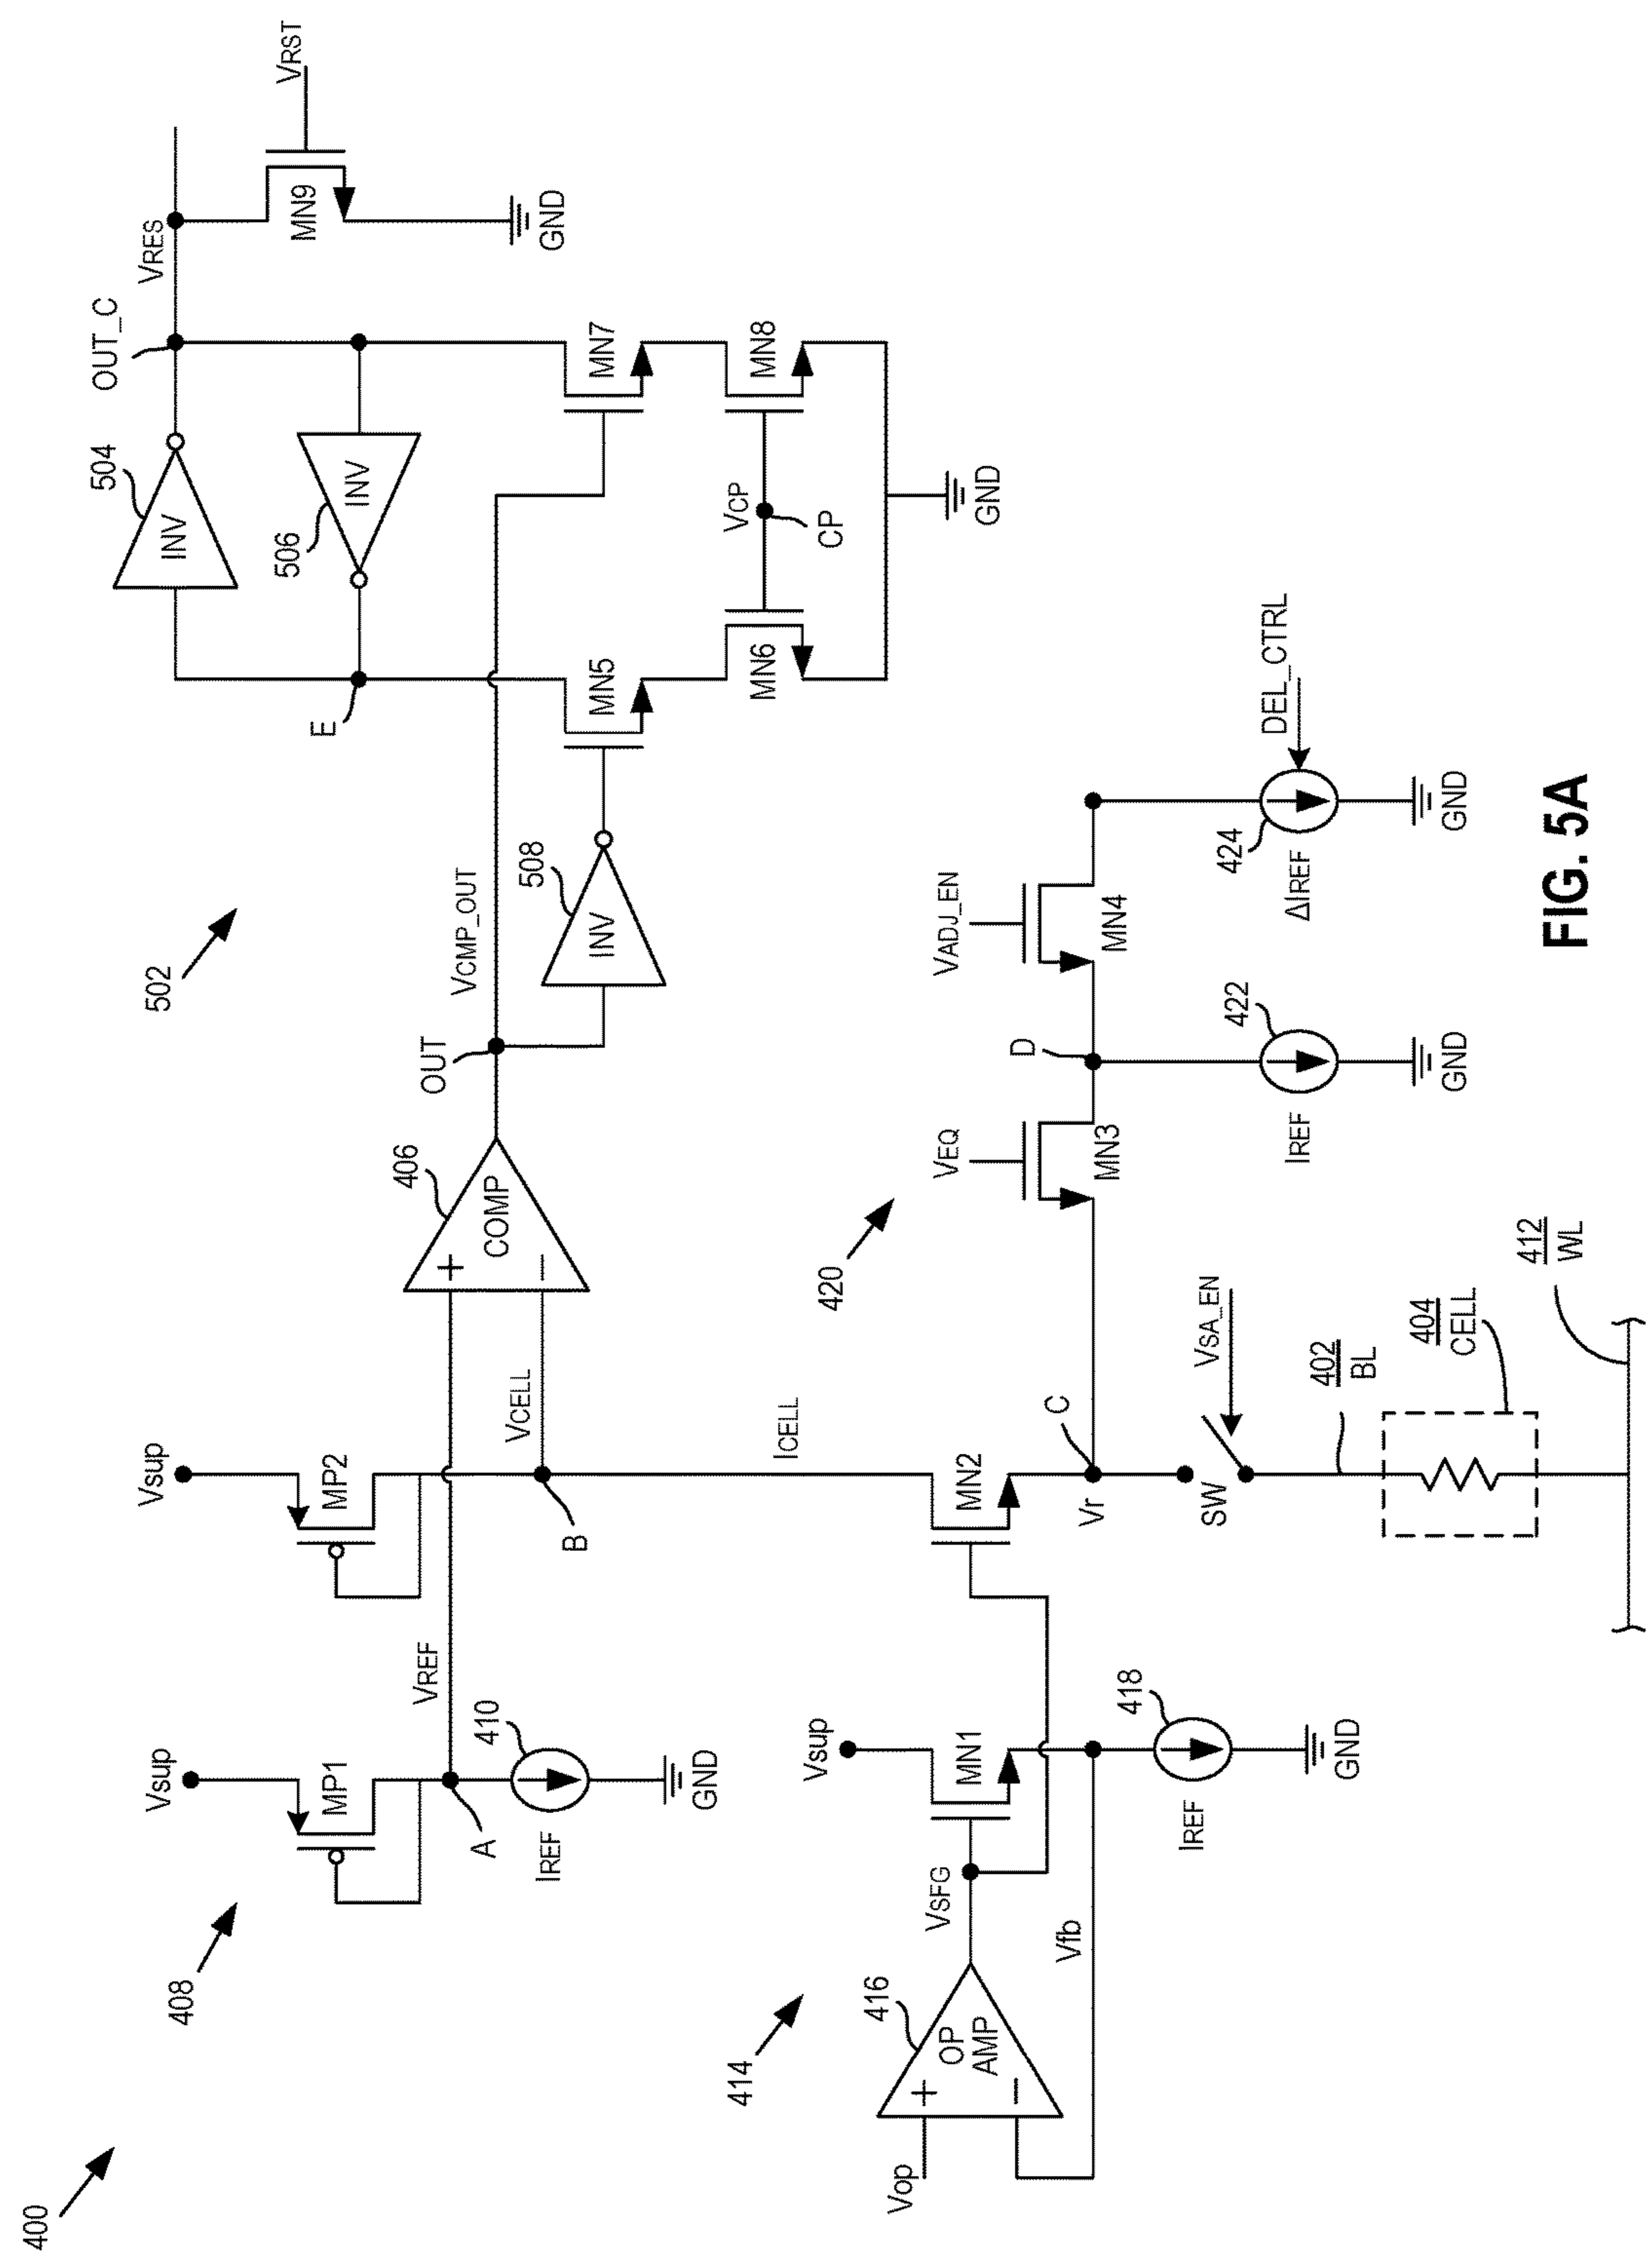 400
408
414
Vsup
MP1
A
VREF
410
IREF
GND
Vsup
MP2
B
VCELL
ICELL
+
−
COMP
406
OUT
VCMP_OUT
502
508
INV
E
504
INV
506
INV
OUT_C
VRES
VRST
MN9
GND
MN5
MN7
MN6
MN8
VCP
CP
GND
Vop
+
−
OP
AMP
416
VSFG
Vfb
Vsup
MN1
418
IREF
GND
MN2
C
Vr
SW
VSA_EN
402
BL
404
CELL
412
WL
420
VEQ
MN3
D
422
IREF
GND
VADJ_EN
MN4
424
ΔIREF
DEL_CTRL
GND
FIG. 5A